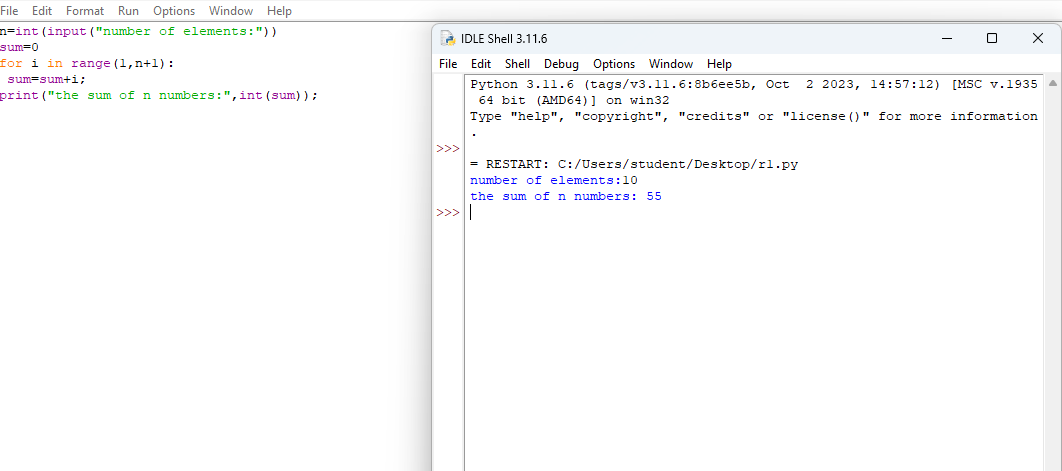 File Edit Format Run Options Window Help
n=int(input("number of elements:"))
sum=0
for i in range(1,n+1):
 sum=sum+i;
print("the sum of n numbers:",int(sum));
IDLE Shell 3.11.6
File Edit Shell Debug Options Window Help
Python 3.11.6 (tags/v3.11.6:8b6ee5b, Oct  2 2023, 14:57:12) [MSC v.1935
 64 bit (AMD64)] on win32
Type "help", "copyright", "credits" or "license()" for more information
.
>>>
= RESTART: C:/Users/student/Desktop/r1.py
number of elements:10
the sum of n numbers: 55
>>>